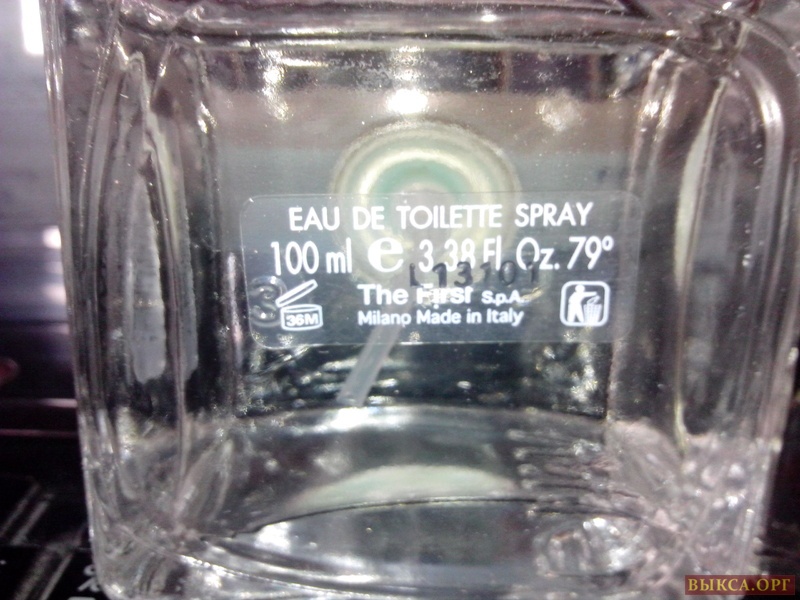 EAU DE TOILETTE SPRAY
100 ml e 3.38 Fl. Oz. 79°
L13101
The First S.p.A.
36M
Milano Made in Italy
ВЫКСА.ОРГ